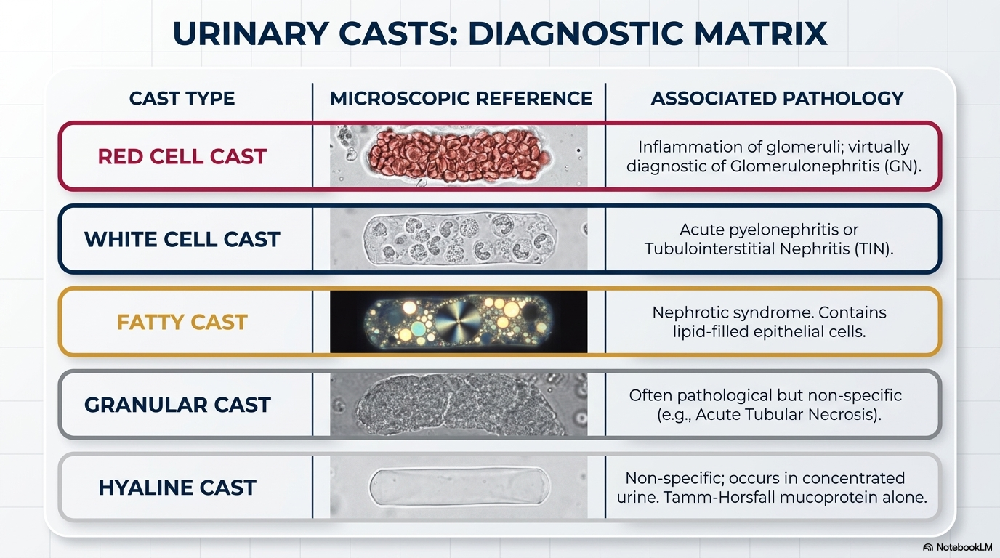 URINARY CASTS: DIAGNOSTIC MATRIX
CAST TYPE
MICROSCOPIC REFERENCE
ASSOCIATED PATHOLOGY
RED CELL CAST
Inflammation of glomeruli; virtually
diagnostic of Glomerulonephritis (GN).
WHITE CELL CAST
Acute pyelonephritis or
Tubulointerstitial Nephritis (TIN).
FATTY CAST
Nephrotic syndrome. Contains
lipid-filled epithelial cells.
GRANULAR CAST
Often pathological but non-specific
(e.g., Acute Tubular Necrosis).
HYALINE CAST
Non-specific; occurs in concentrated
urine. Tamm-Horsfall mucoprotein alone.
NotebookLM